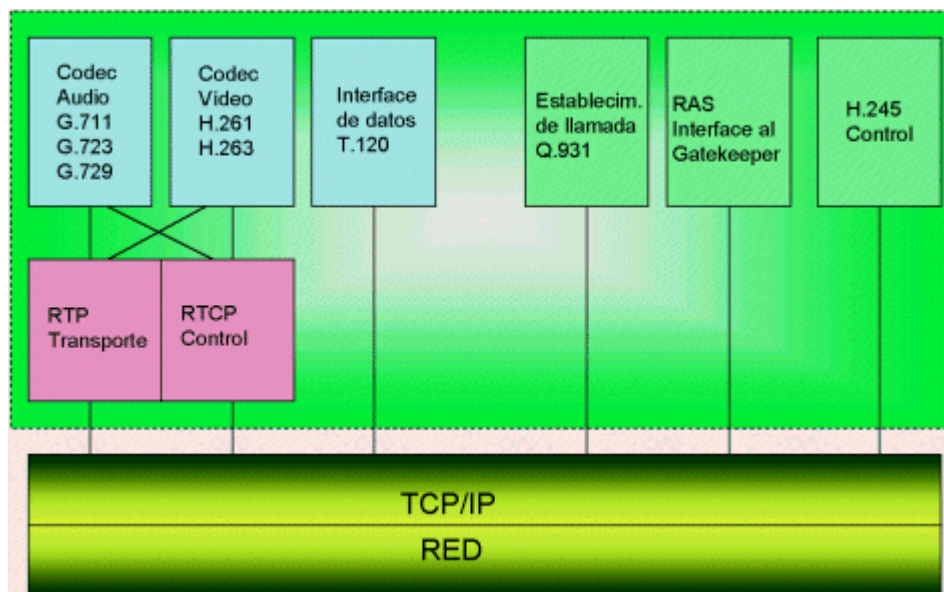 Codec
Audio
G.711
G.723
G.729
Codec
Video
H.261
H.263
Interface
de datos
T.120
Establecim.
de llamada
Q.931
RAS
Interface al
Gatekeeper
H.245
Control
RTP
Transporte
RTCP
Control
TCP/IP
RED